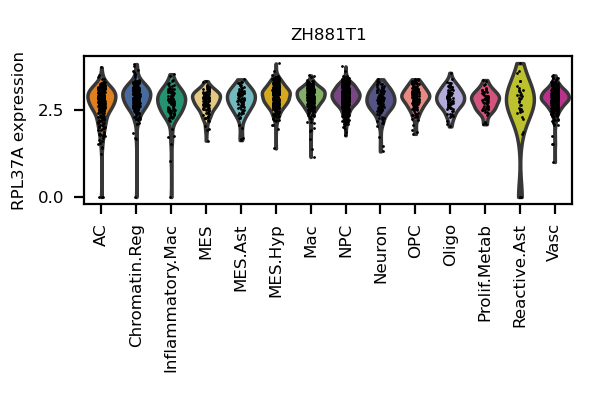 ZH881T1
RPL37A expression
2.5
0.0
AC
Chromatin.Reg
Inflammatory.Mac
MES
MES.Ast
MES.Hyp
Mac
NPC
Neuron
OPC
Oligo
Prolif.Metab
Reactive.Ast
Vasc